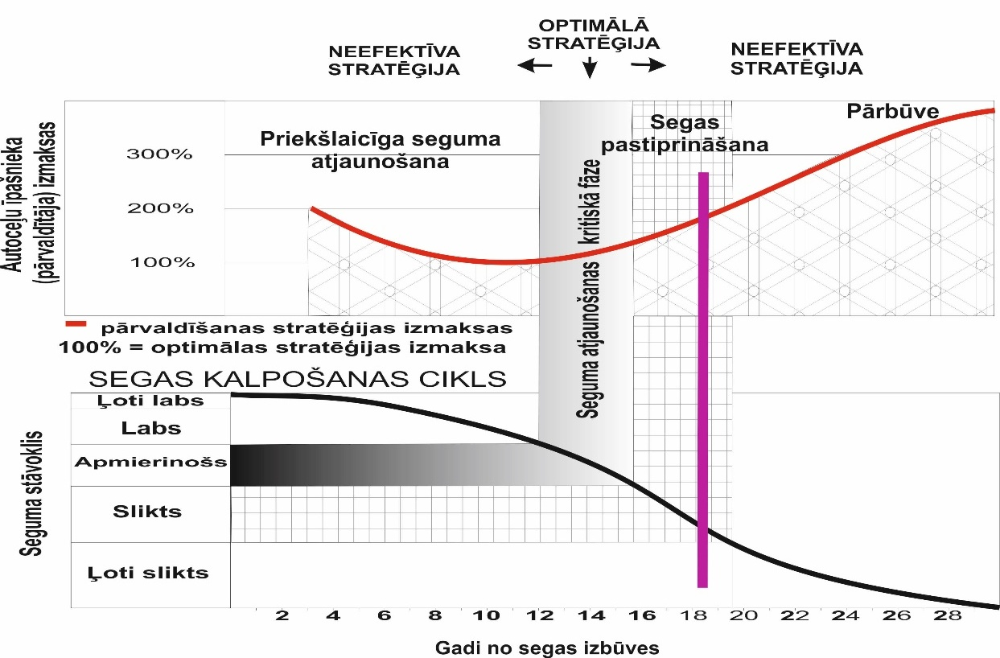 NEEFEKTĪVA
STRATĒĢIJA
OPTIMĀLĀ
STRATĒĢIJA
NEEFEKTĪVA
STRATĒĢIJA
Autoceļu īpašnieka
(pārvaldītāja) izmaksas
300%
200%
100%
Priekšlaicīga seguma
atjaunošana
Segas
pastiprināšana
Pārbūve
Seguma atjaunošanas kritiskā fāze
pārvaldīšanas stratēģijas izmaksas
100% = optimālas stratēģijas izmaksa
SEGAS KALPOŠANAS CIKLS
Seguma stāvoklis
Ļoti labs
Labs
Apmierinošs
Slikts
Ļoti slikts
2 4 6 8 10 12 14 16 18 20 22 24 26 28
Gadi no segas izbūves